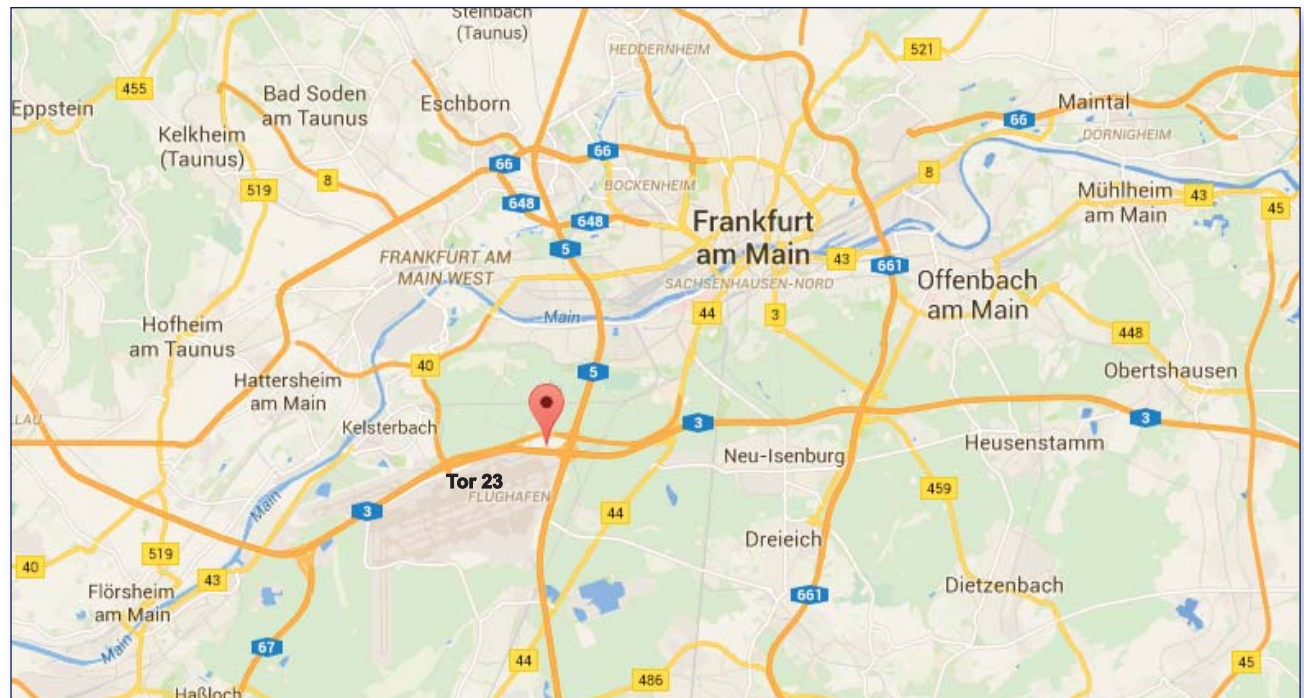 Steinbach
(Taunus)
HEDDERNHEIM
521
455
Eppstein
Bad Soden
am Taunus
Eschborn
Maintal
66
DÖRNIGHEIM
Kelkheim
(Taunus)
66
66
519
8
BOCKENHEIM
8
Mühlheim
am Main
43
45
648
648
Frankfurt
am Main
5
FRANKFURT AM
MAIN WEST
43
661
SACHSENHAUSEN-NORD
Offenbach
am Main
Main
44
3
Hofheim
am Taunus
448
40
5
Obertshausen
Hattersheim
am Main
LAU
Kelsterbach
3
3
Neu-Isenburg
Heusenstamm
Tor 23
FLUGHAFEN
459
Main
3
44
Dreieich
519
40
43
Flörsheim
am Main
Dietzenbach
661
Main
67
44
486
45
Haßloch